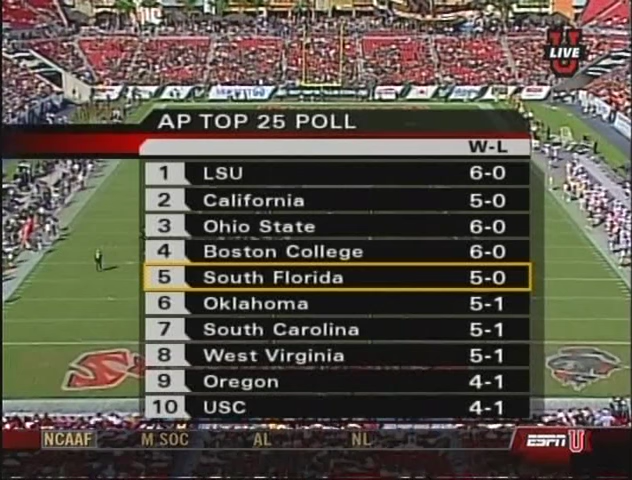 U
LIVE
AP TOP 25 POLL
W-L
1 LSU 6-0
2 California 5-0
3 Ohio State 6-0
4 Boston College 6-0
5 South Florida 5-0
6 Oklahoma 5-1
7 South Carolina 5-1
8 West Virginia 5-1
9 Oregon 4-1
10 USC 4-1
NCAAF M SOC AL NL ESPN U